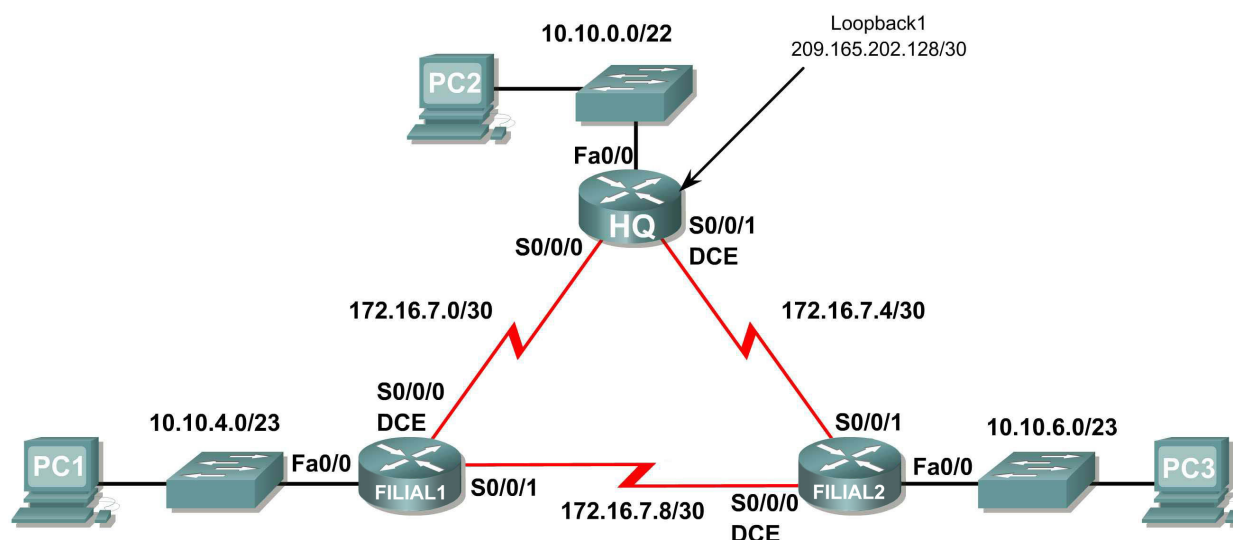 Loopback1
209.165.202.128/30
10.10.0.0/22
PC2
Fa0/0
HQ
S0/0/0
S0/0/1
DCE
172.16.7.0/30
172.16.7.4/30
S0/0/0
DCE
S0/0/1
10.10.4.0/23
10.10.6.0/23
PC1
Fa0/0
FILIAL1
S0/0/1
172.16.7.8/30
S0/0/0
DCE
FILIAL2
Fa0/0
PC3